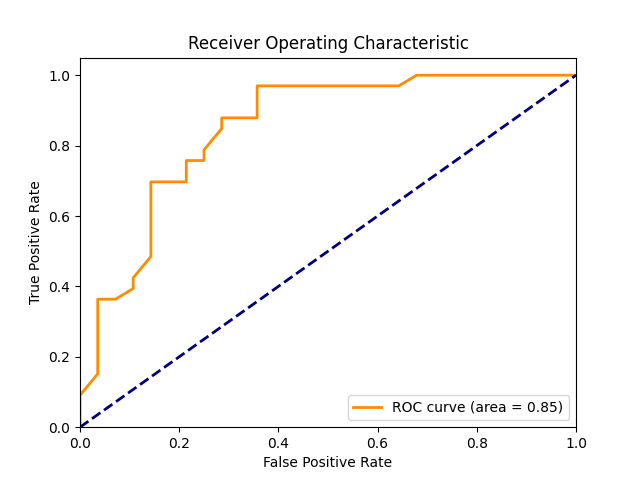 Receiver Operating Characteristic
True Positive Rate
1.0
0.8
0.6
0.4
0.2
0.0
ROC curve (area = 0.85)
0.0 0.2 0.4 0.6 0.8 1.0
False Positive Rate